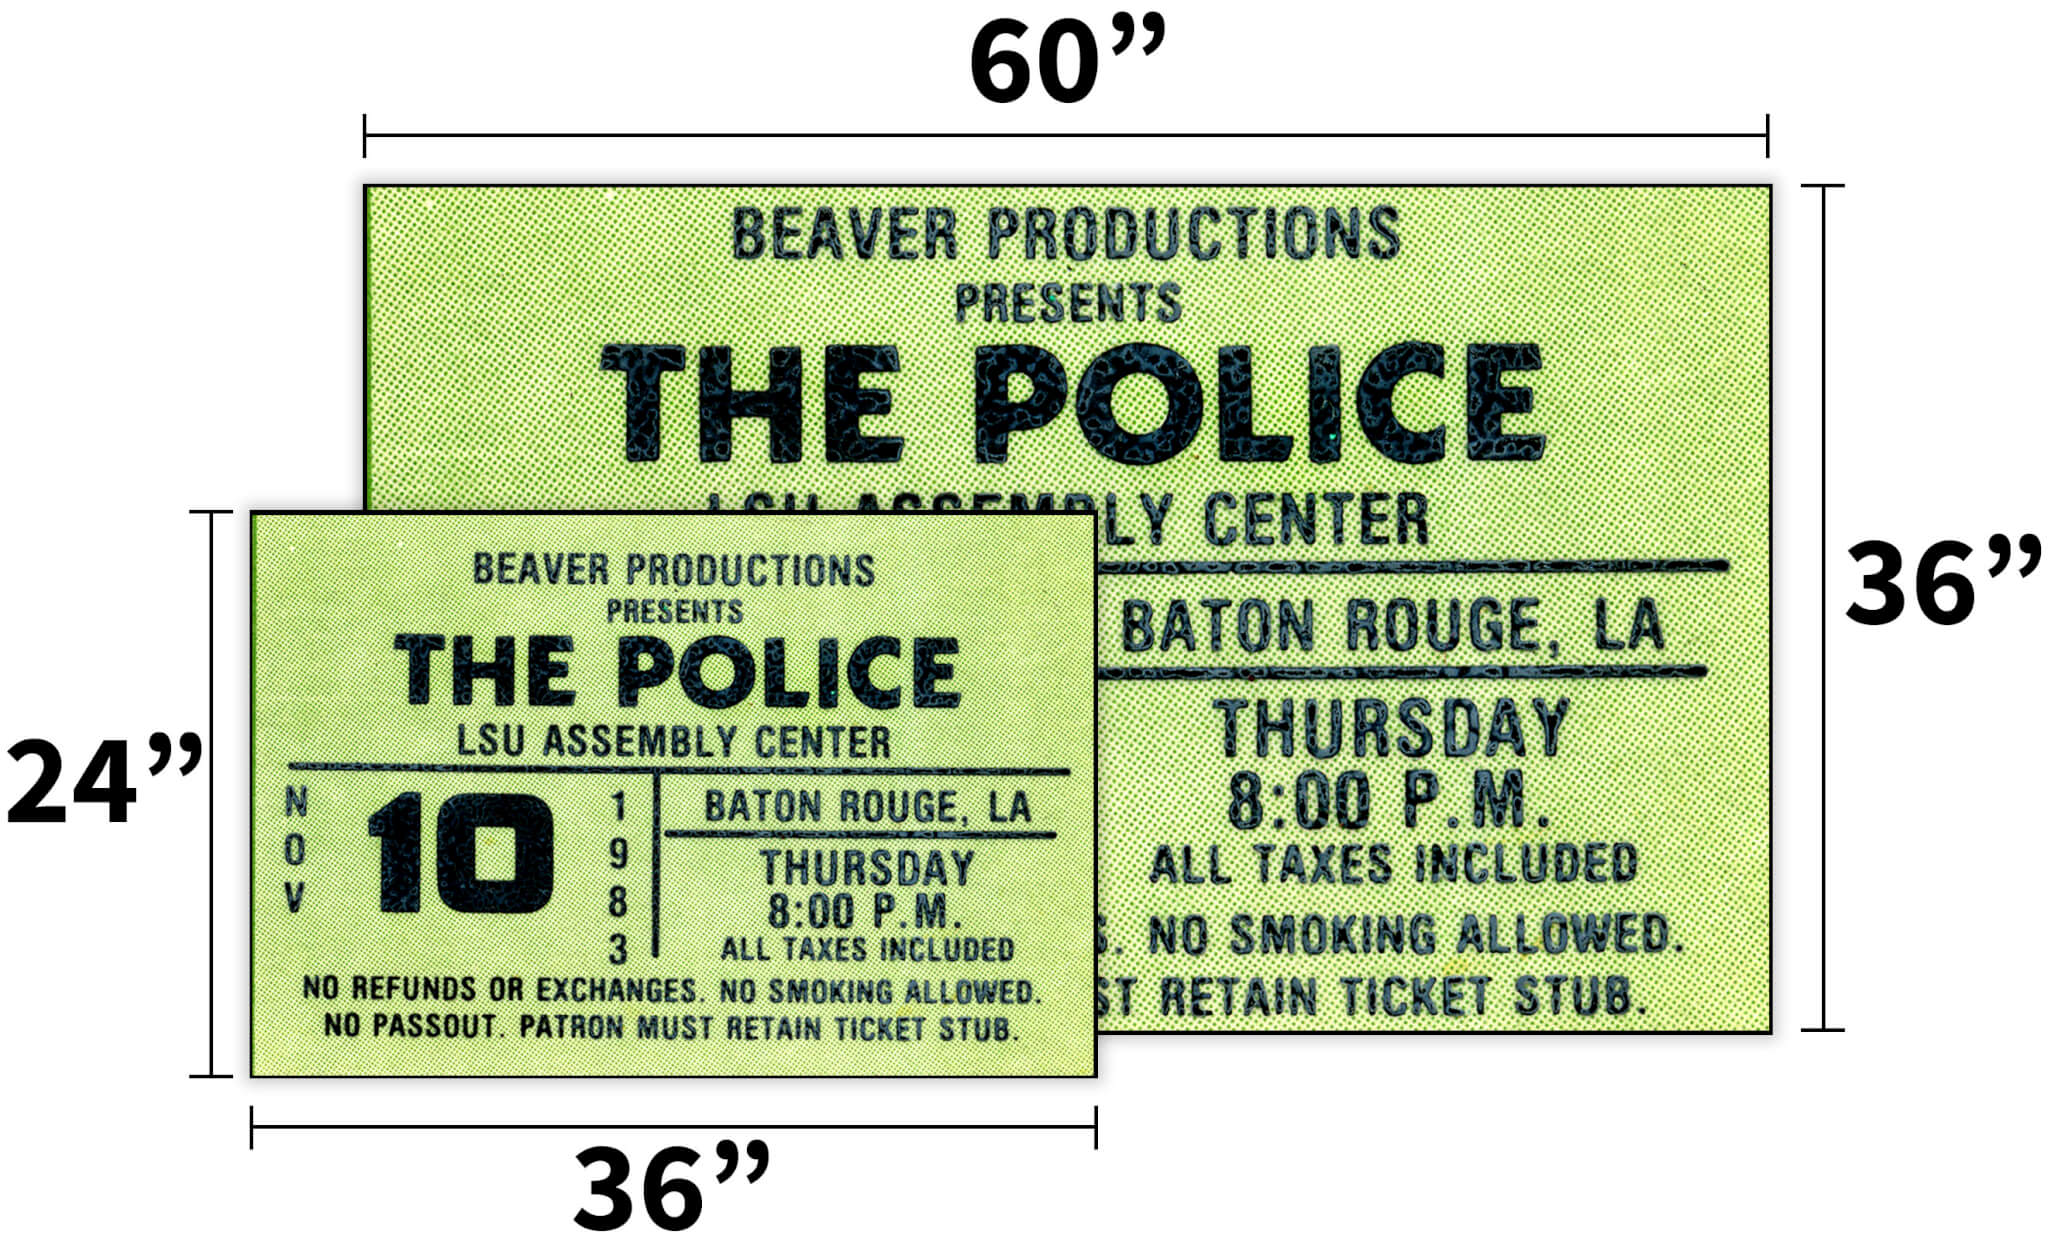 60”
BEAVER PRODUCTIONS
PRESENTS
THE POLICE
LSU ASSEMBLY CENTER
BATON ROUGE, LA
THURSDAY
8:00 P.M.
ALL TAXES INCLUDED
. NO SMOKING ALLOWED.
ST RETAIN TICKET STUB.
36”
24”
BEAVER PRODUCTIONS
PRESENTS
THE POLICE
LSU ASSEMBLY CENTER
NOV
10
1983
BATON ROUGE, LA
THURSDAY
8:00 P.M.
ALL TAXES INCLUDED
NO REFUNDS OR EXCHANGES. NO SMOKING ALLOWED.
NO PASSOUT. PATRON MUST RETAIN TICKET STUB.
36”